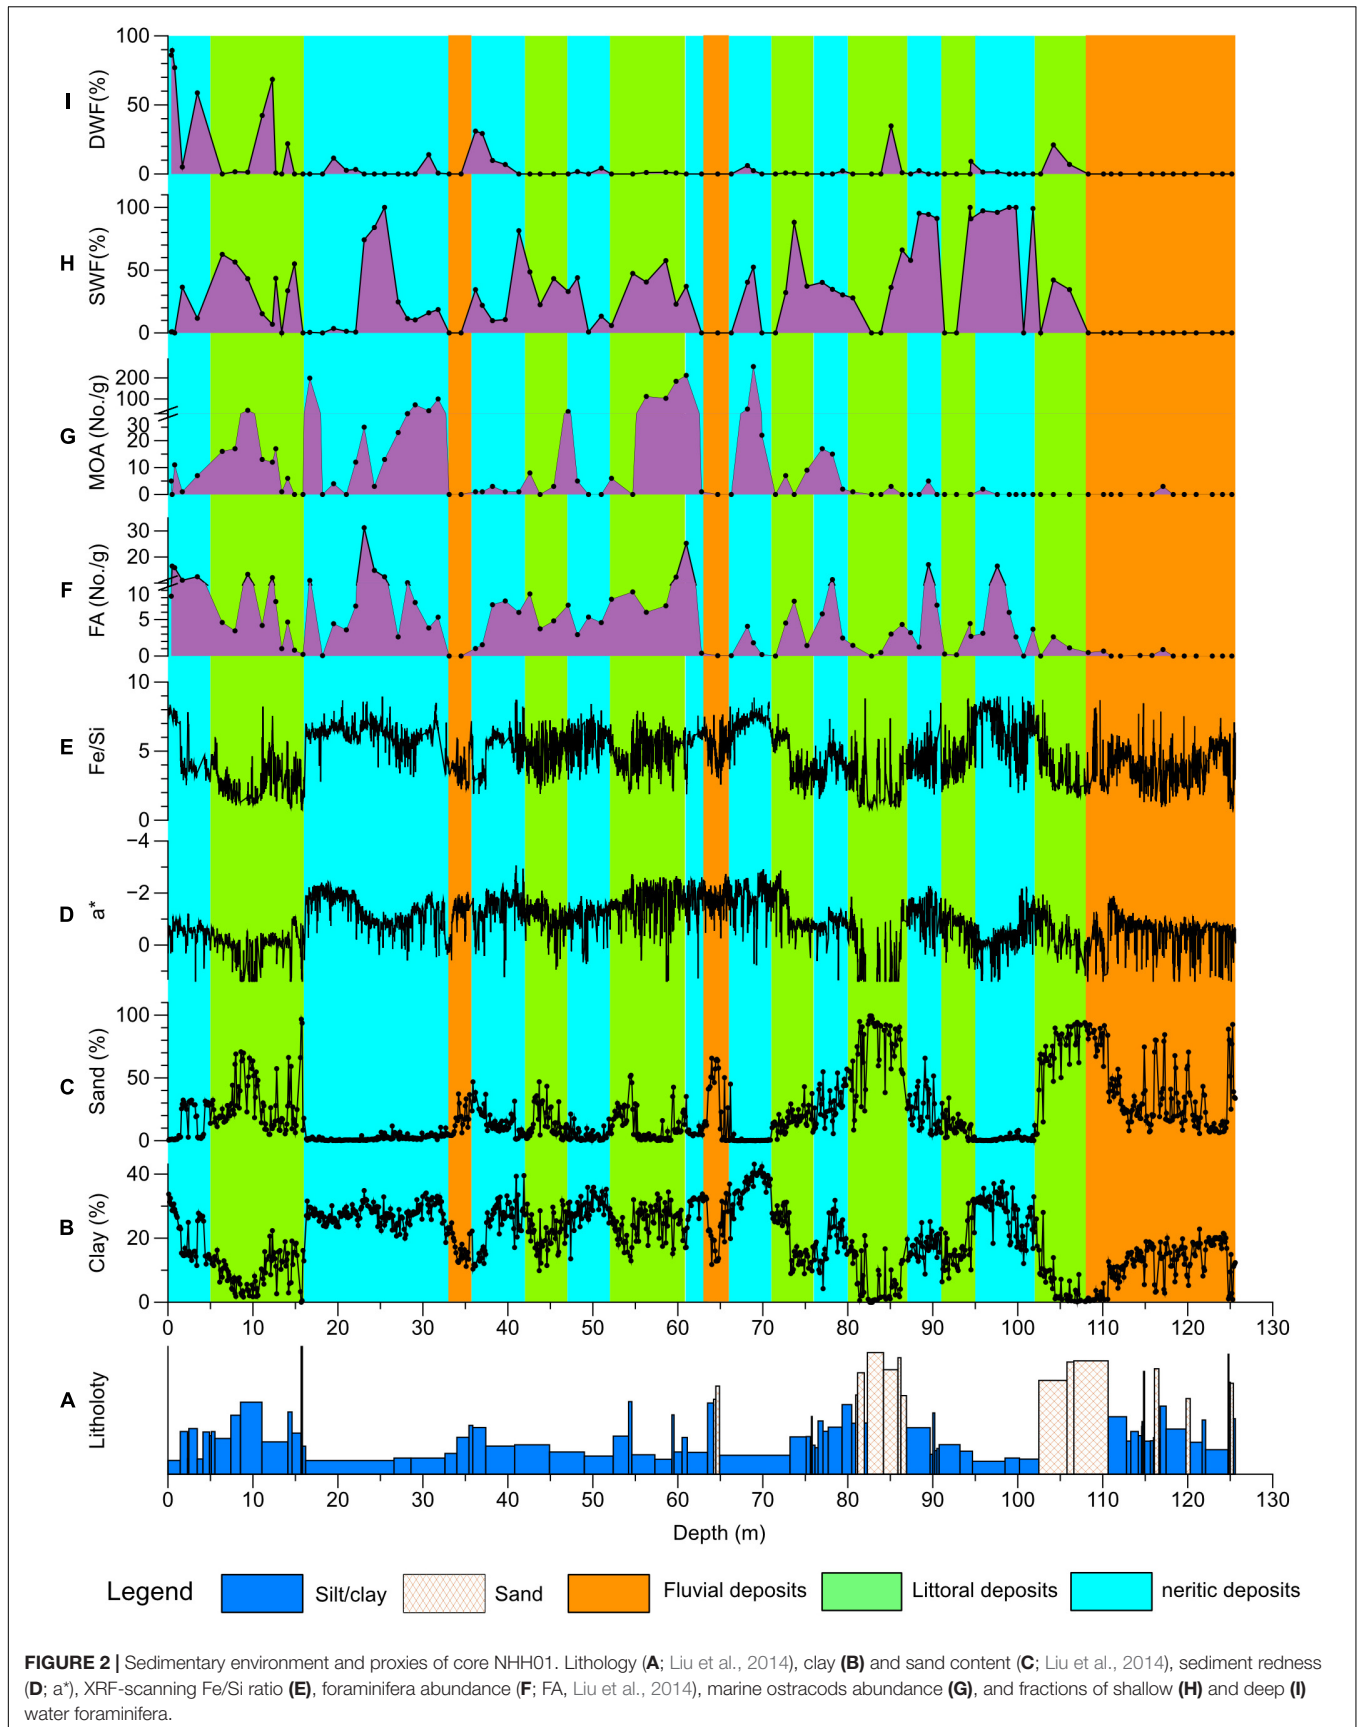 I
DWF(%)
100
50
0
H
SWF(%)
100
50
0
G
MOA (No./g)
200
100
30
20
10
0
F
FA (No./g)
30
20
10
5
0
E
Fe/Si
10
5
0
D
a*
−4
−2
0
C
Sand (%)
100
50
0
B
Clay (%)
40
20
0
0 10 20 30 40 50 60 70 80 90 100 110 120 130
A
Litholoty
0 10 20 30 40 50 60 70 80 90 100 110 120 130
Depth (m)
Legend Silt/clay Sand Fluvial deposits Littoral deposits neritic deposits
FIGURE 2 | Sedimentary environment and proxies of core NHH01. Lithology (A; Liu et al., 2014), clay (B) and sand content (C; Liu et al., 2014), sediment redness
(D; a*), XRF-scanning Fe/Si ratio (E), foraminifera abundance (F; FA, Liu et al., 2014), marine ostracods abundance (G), and fractions of shallow (H) and deep (I)
water foraminifera.